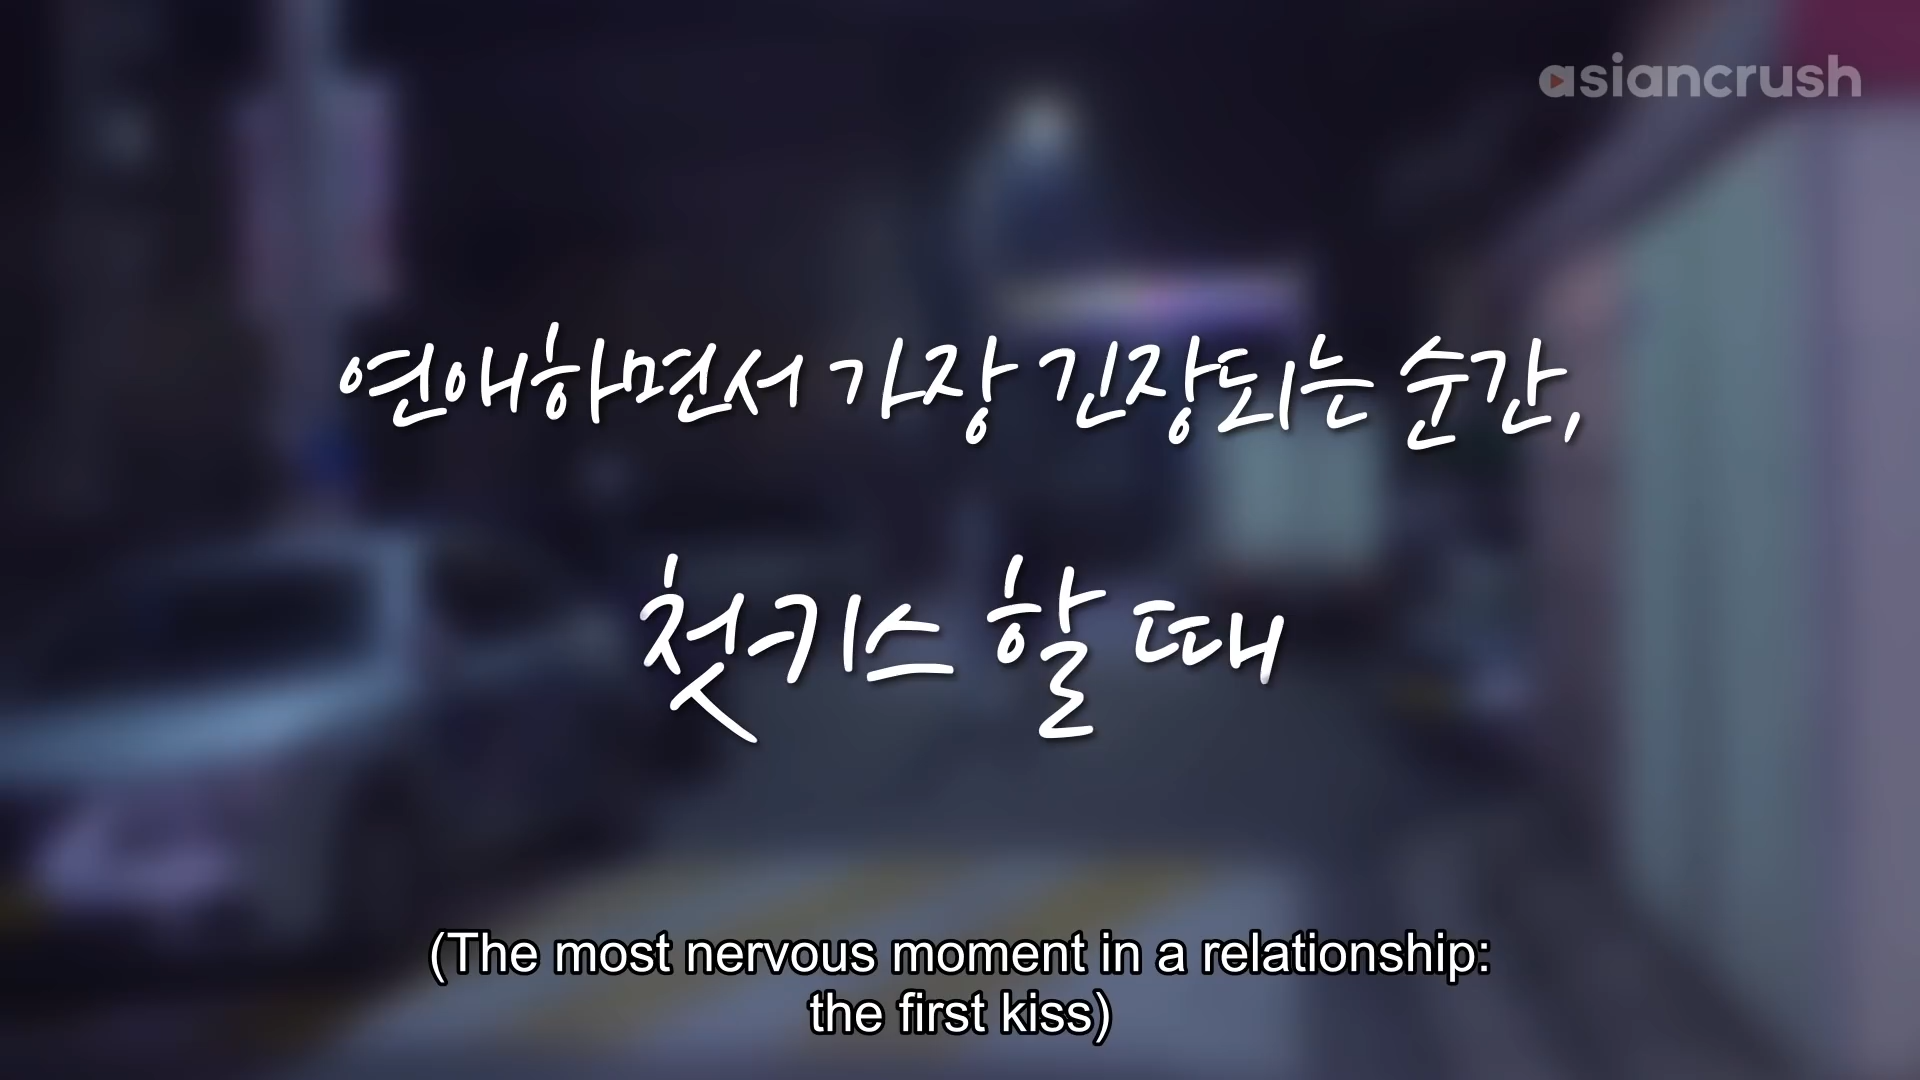 asiancrush
연애하면서 가장 긴장되는 순간,
첫키스 할 때
(The most nervous moment in a relationship:
the first kiss)